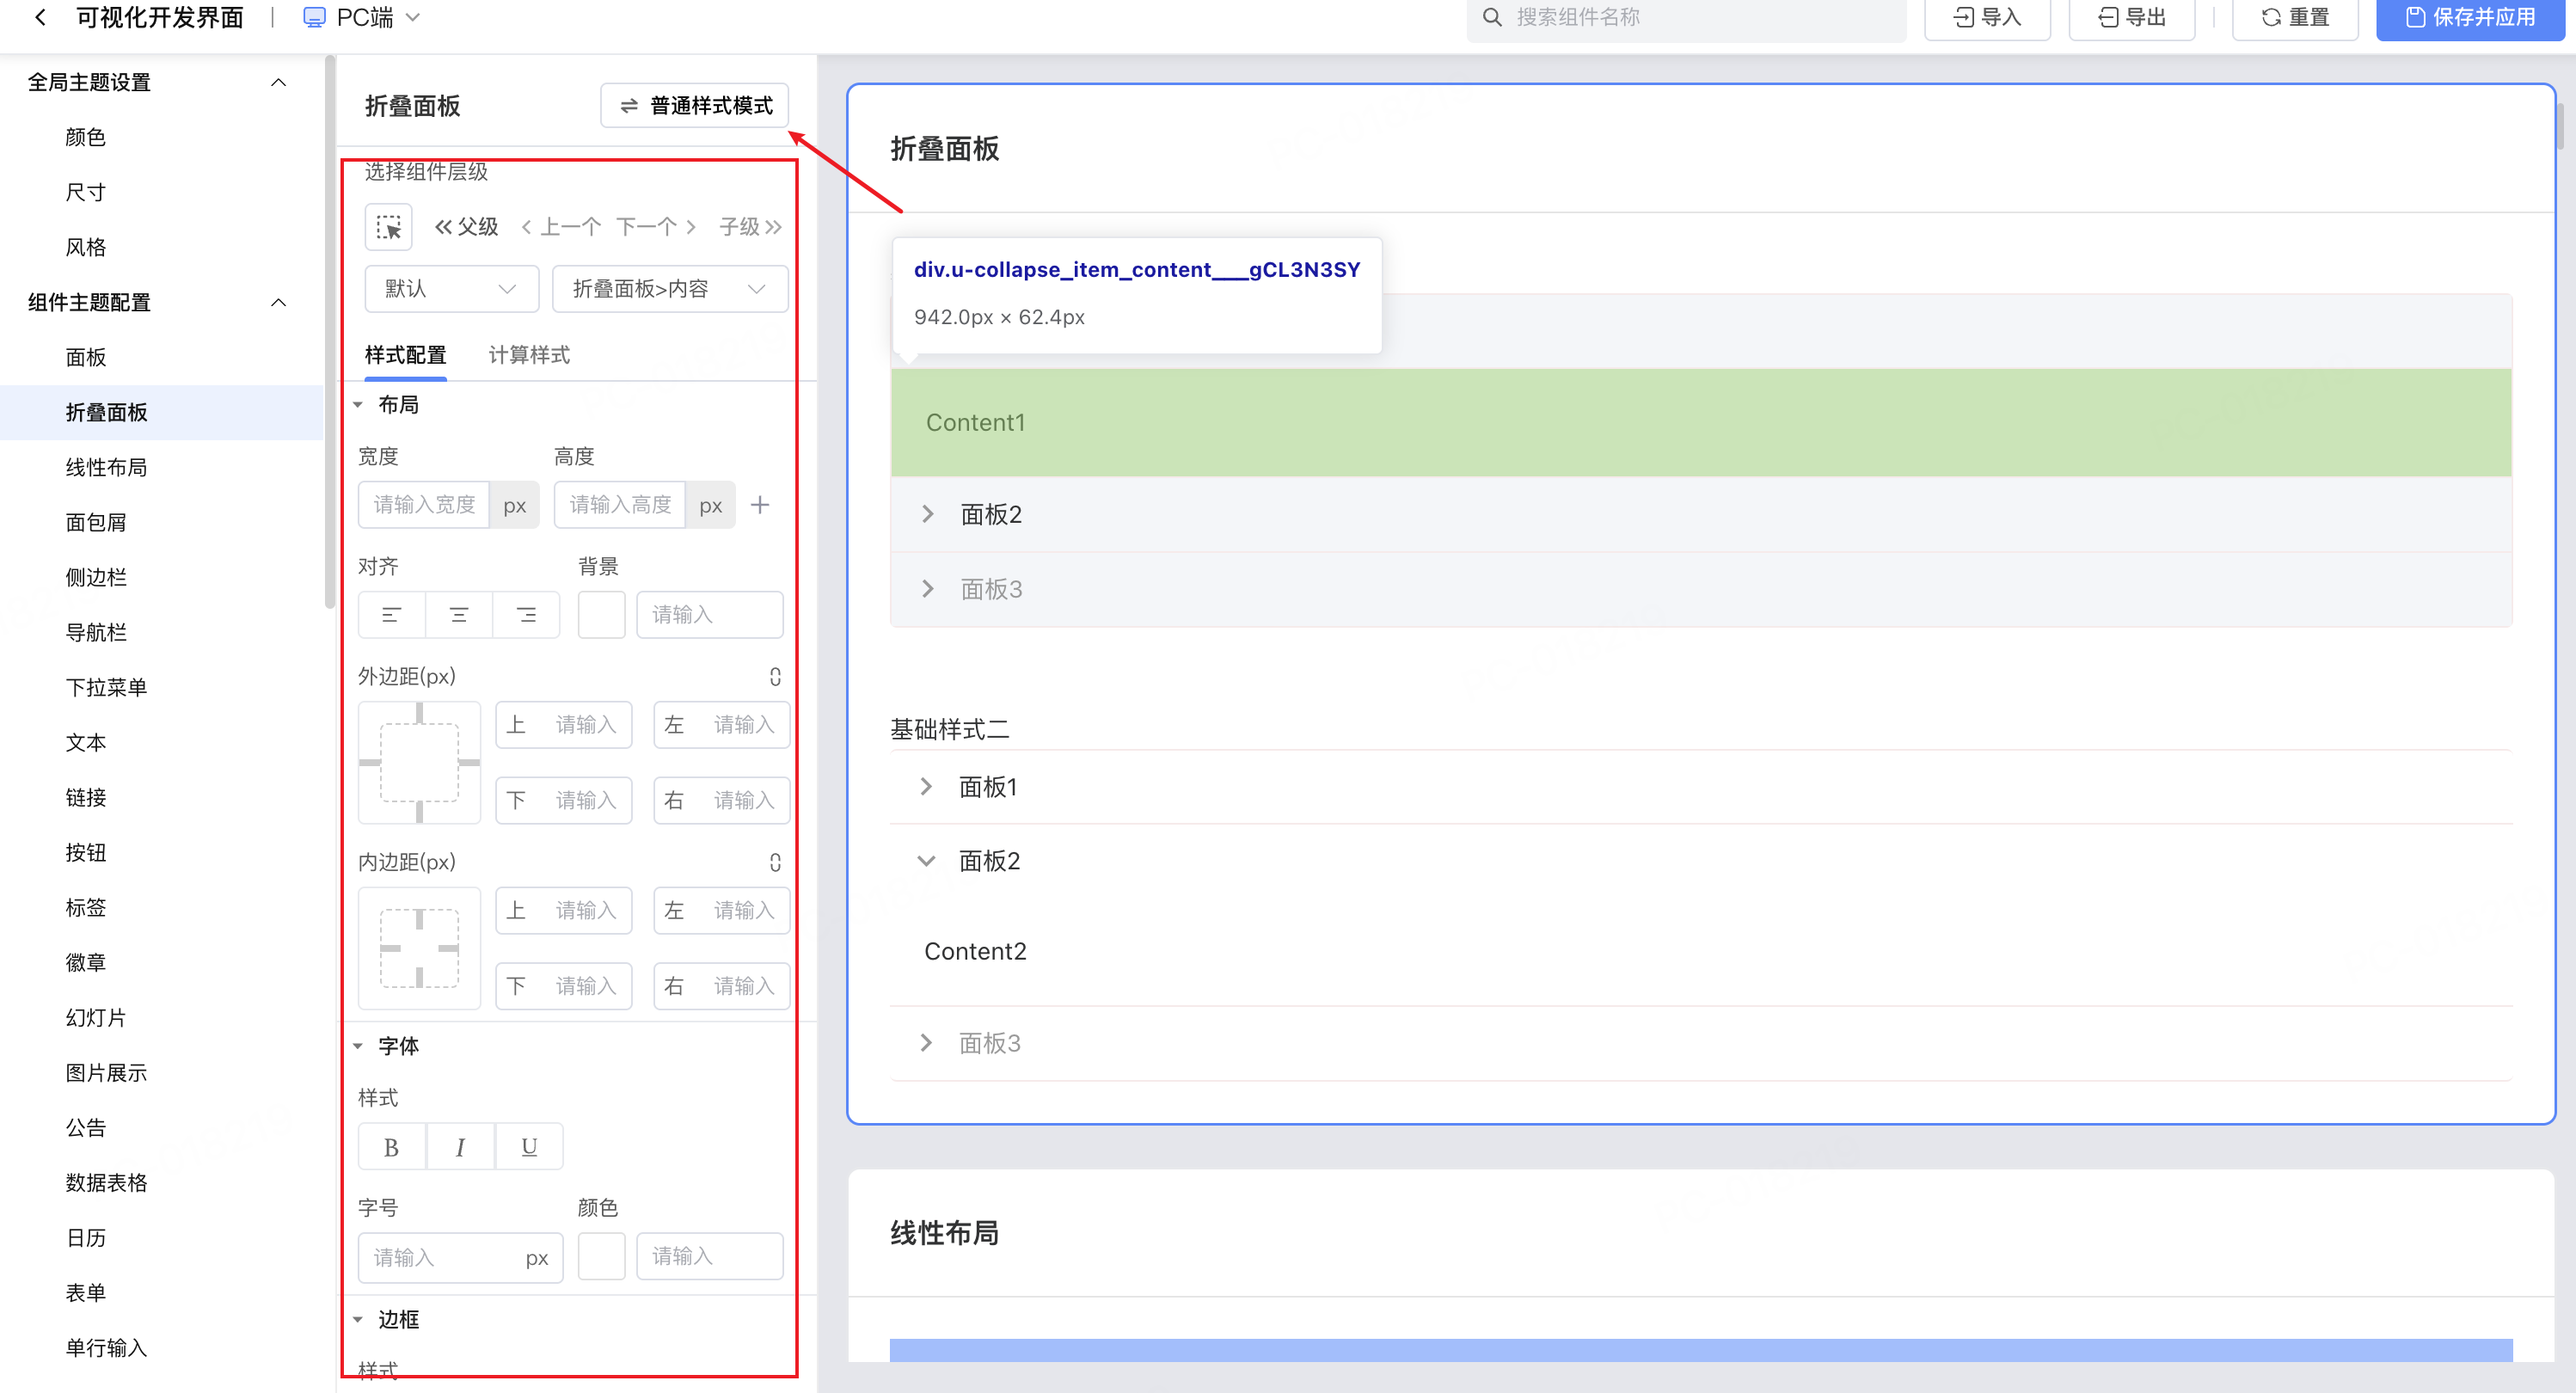 可视化开发界面
PC端
搜索组件名称
导入
导出
重置
保存并应用
全局主题设置
颜色
尺寸
风格
组件主题配置
面板
折叠面板
线性布局
面包屑
侧边栏
导航栏
下拉菜单
文本
链接
按钮
标签
徽章
幻灯片
图片展示
公告
数据表格
日历
表单
单行输入
折叠面板
普通样式模式
选择组件层级
父级
上一个
下一个
子级
默认
折叠面板>内容
样式配置
计算样式
布局
宽度
高度
请输入宽度 px
请输入高度 px
对齐
背景
请输入
外边距(px)
上 请输入
左 请输入
下 请输入
右 请输入
内边距(px)
上 请输入
左 请输入
下 请输入
右 请输入
字体
样式
B
I
U
字号
颜色
请输入 px
请输入
边框
样式
折叠面板
div.u-collapse_item_content___gCL3N3SY
942.0px × 62.4px
Content1
面板2
面板3
基础样式二
面板1
面板2
Content2
面板3
线性布局